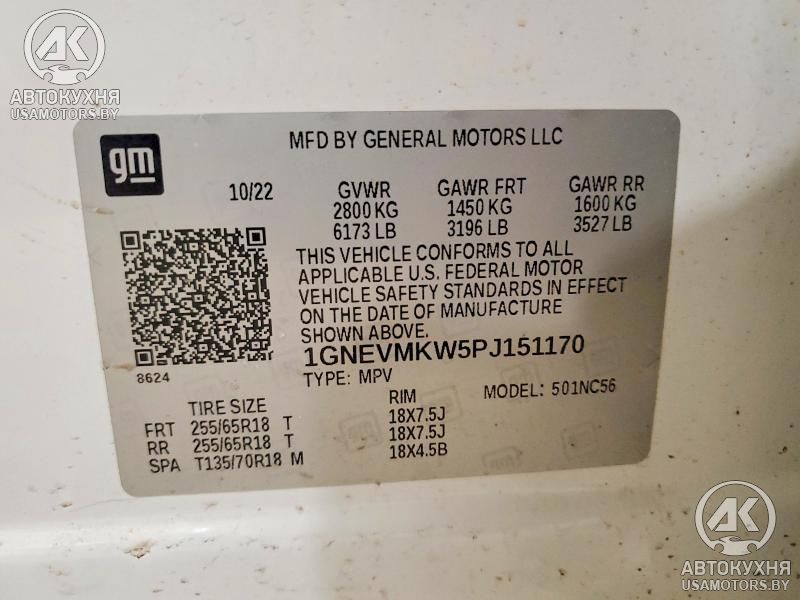 АК
АВТОКУХНЯ
USAMOTORS.BY
gm
MFD BY GENERAL MOTORS LLC
10/22 GVWR GAWR FRT GAWR RR
2800 KG 1450 KG 1600 KG
6173 LB 3196 LB 3527 LB
THIS VEHICLE CONFORMS TO ALL
APPLICABLE U.S. FEDERAL MOTOR
VEHICLE SAFETY STANDARDS IN EFFECT
ON THE DATE OF MANUFACTURE
SHOWN ABOVE.
1GNEVMKW5PJ151170
8624
TYPE: MPV MODEL: 501NC56
TIRE SIZE RIM
FRT 255/65R18 T 18X7.5J
RR 255/65R18 T 18X7.5J
SPA T135/70R18 M 18X4.5B
АК
АВТОКУХНЯ
USAMOTORS.BY